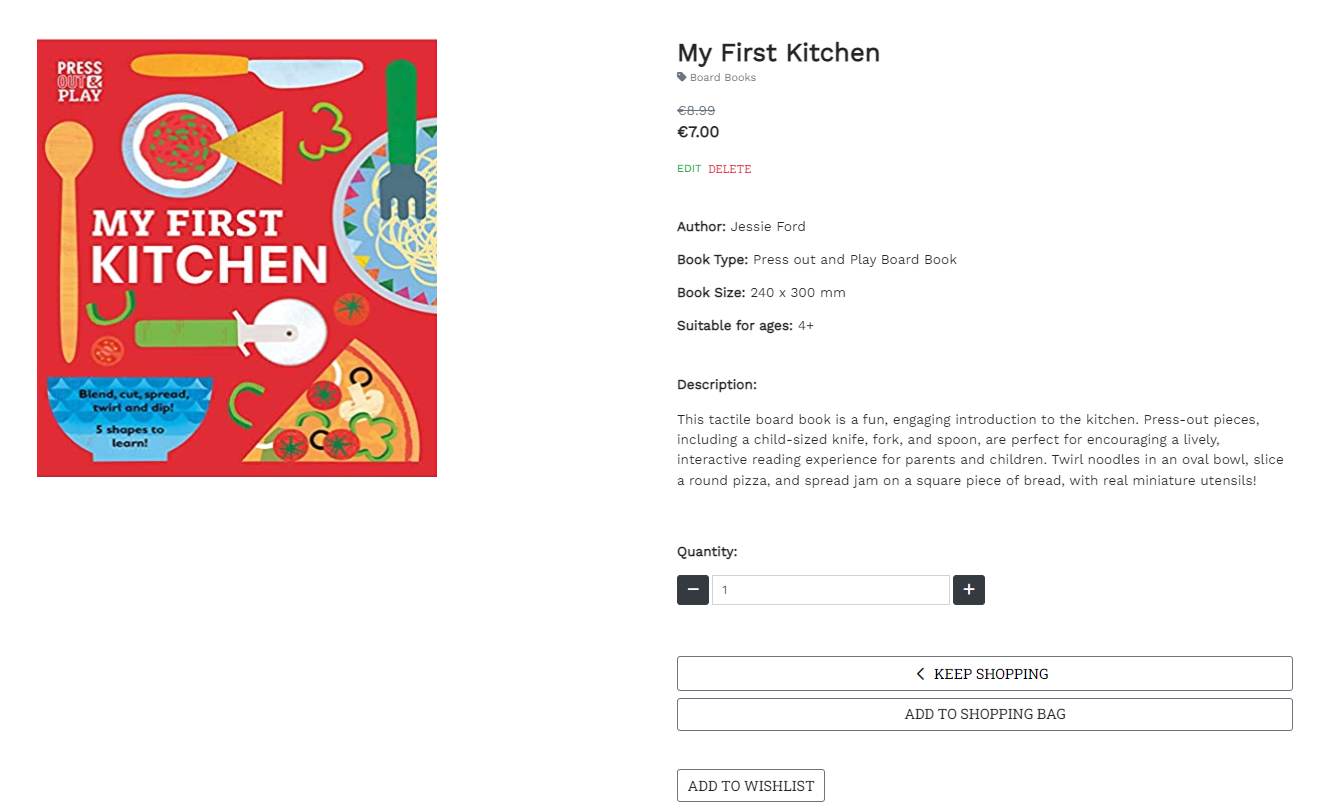 PRESS
OUT &
PLAY
MY FIRST
KITCHEN
Blend, cut, spread,
twirl and dip!
5 shapes to
learn!
My First Kitchen
Board Books
€8.99
€7.00
EDIT DELETE
Author: Jessie Ford
Book Type: Press out and Play Board Book
Book Size: 240 x 300 mm
Suitable for ages: 4+
Description:
This tactile board book is a fun, engaging introduction to the kitchen. Press-out pieces,
including a child-sized knife, fork, and spoon, are perfect for encouraging a lively,
interactive reading experience for parents and children. Twirl noodles in an oval bowl, slice
a round pizza, and spread jam on a square piece of bread, with real miniature utensils!
Quantity:
1
KEEP SHOPPING
ADD TO SHOPPING BAG
ADD TO WISHLIST